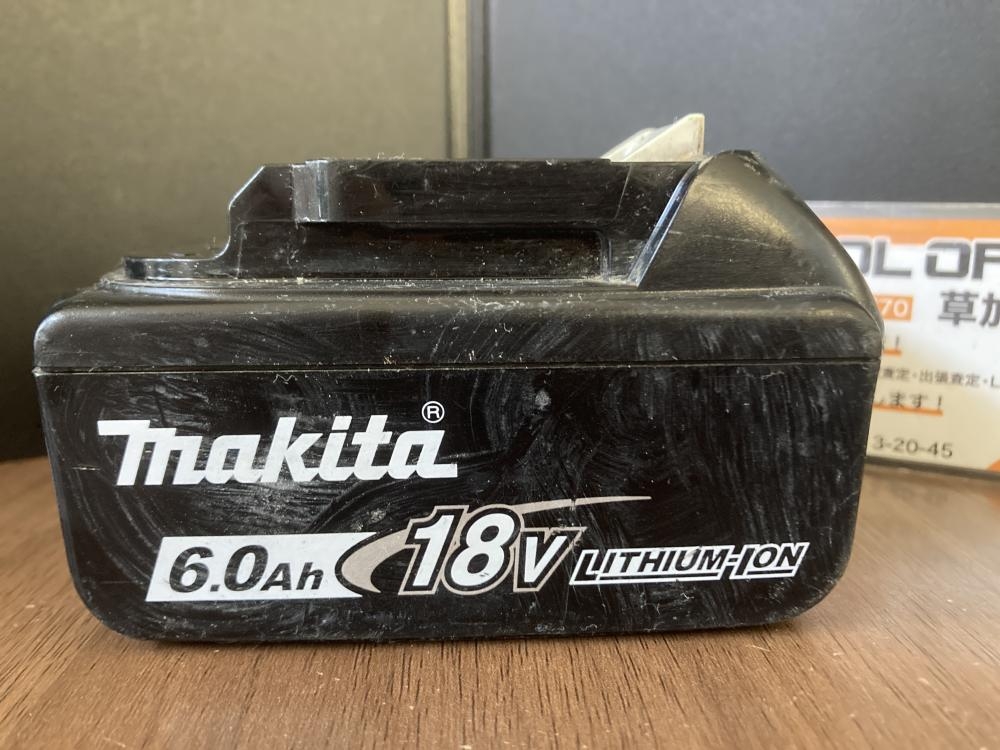 makita®
6.0Ah 18V LITHIUM-ION
OL OF
70 草加
!
査定・出張査定・L
します!
3-20-45